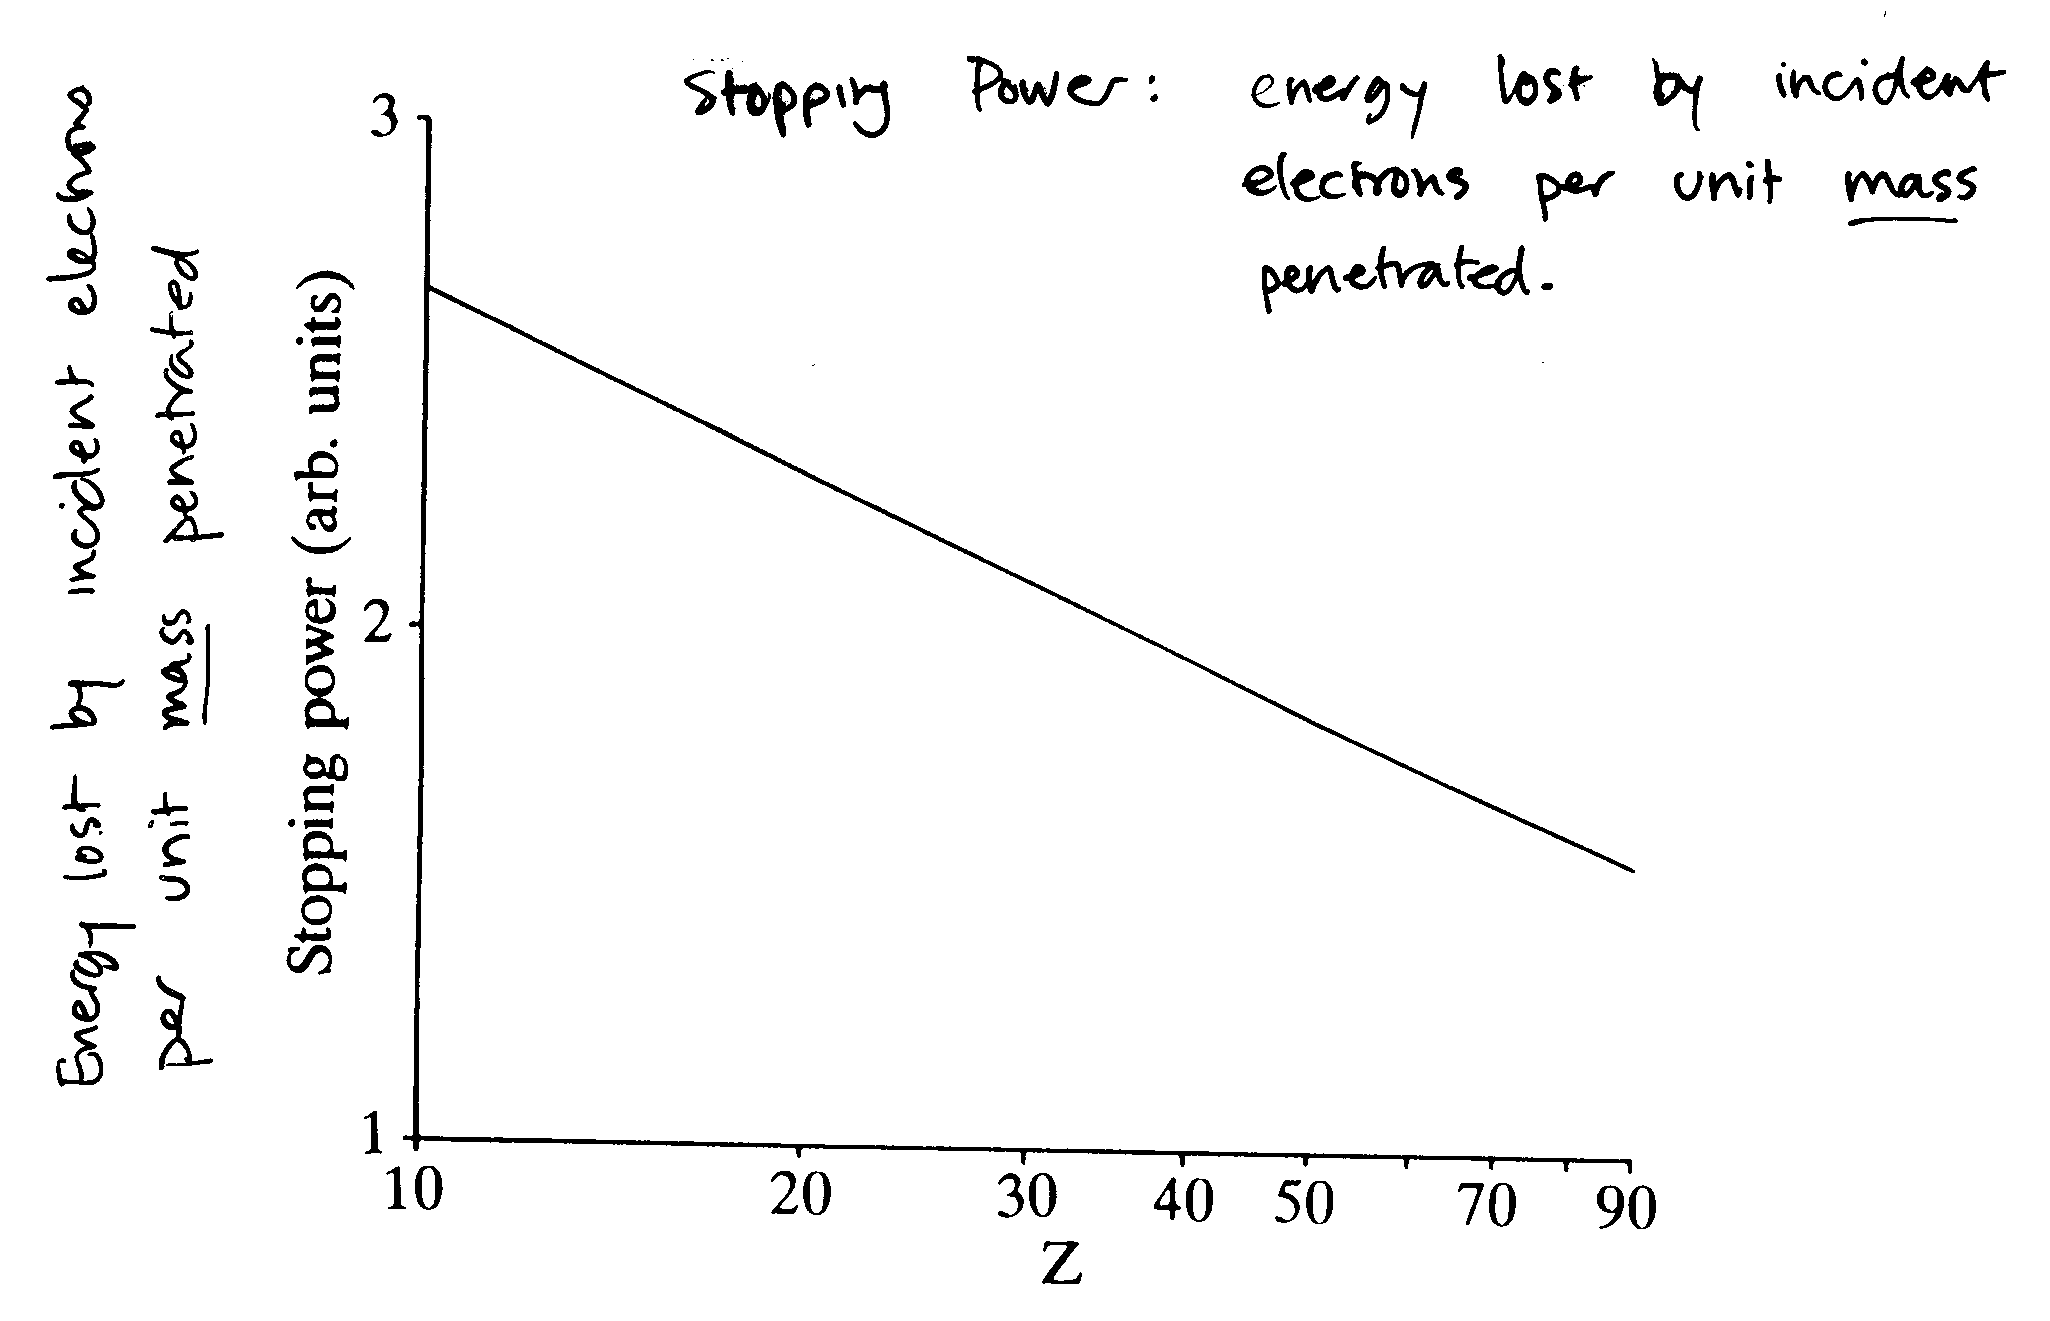 Stopping Power: energy lost by incident
electrons per unit mass
penetrated.
Energy lost by incident electrons
per unit mass penetrated
Stopping power (arb. units)
3
2
1
10 20 30 40 50 70 90
Z